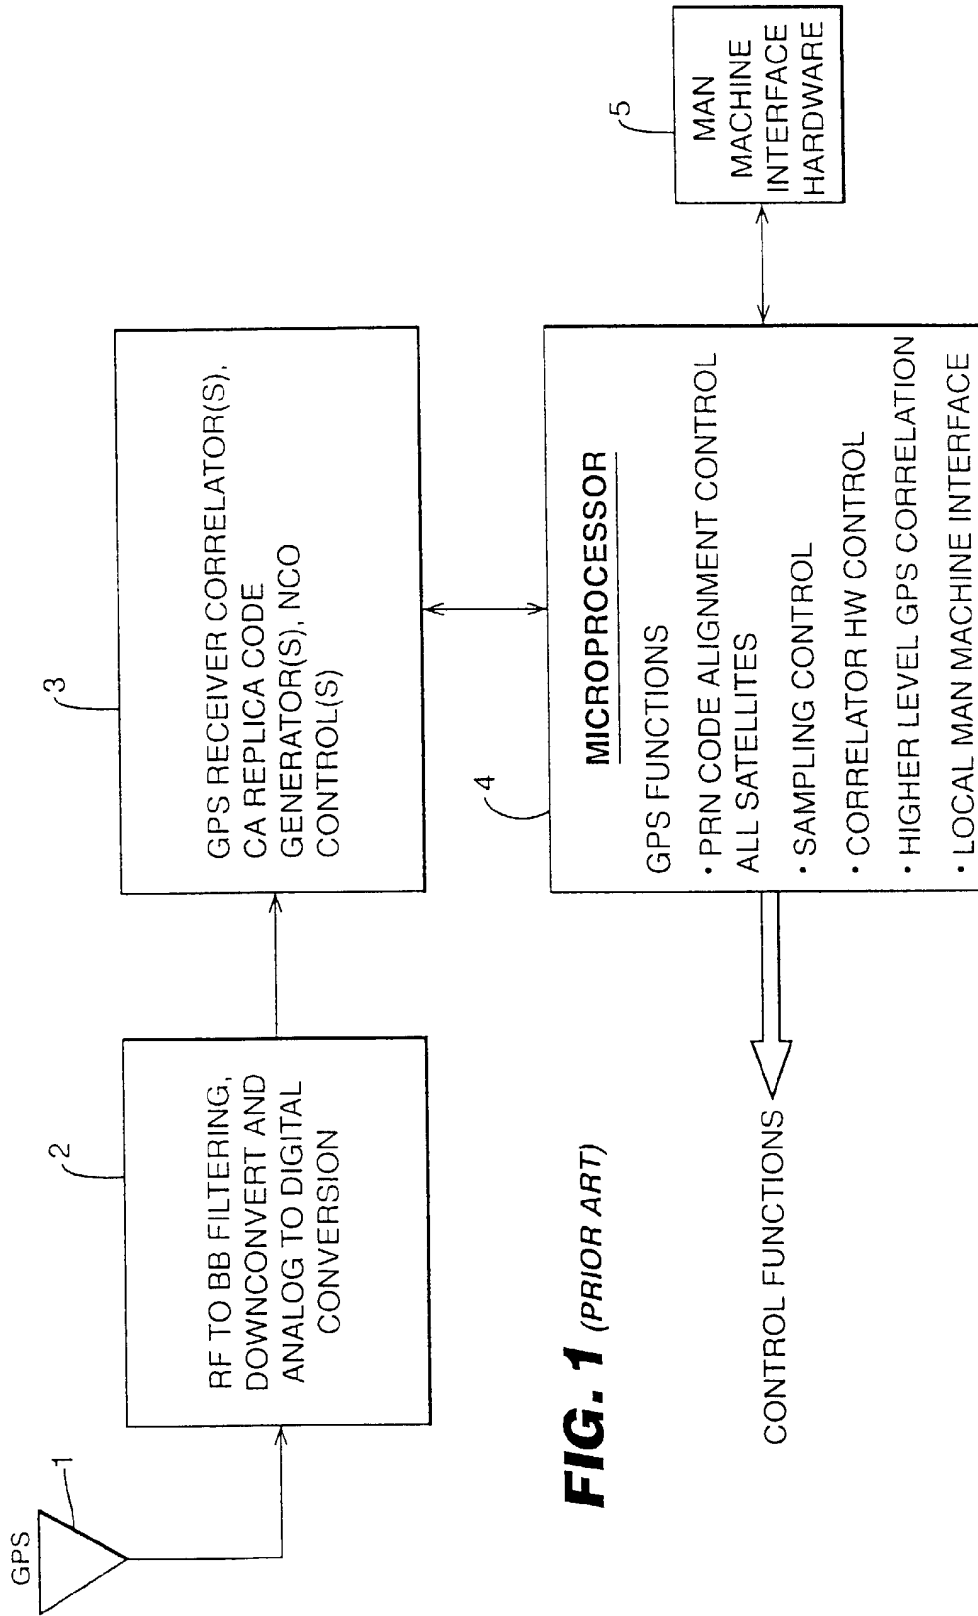 GPS
1
2
RF TO BB FILTERING,
DOWNCONVERT AND
ANALOG TO DIGITAL
CONVERSION
3
GPS RECEIVER CORRELATOR(S),
CA REPLICA CODE
GENERATOR(S), NCO
CONTROL(S)
4
MICROPROCESSOR
GPS FUNCTIONS
• PRN CODE ALIGNMENT CONTROL
ALL SATELLITES
• SAMPLING CONTROL
• CORRELATOR HW CONTROL
• HIGHER LEVEL GPS CORRELATION
• LOCAL MAN MACHINE INTERFACE
5
MAN
MACHINE
INTERFACE
HARDWARE
CONTROL FUNCTIONS
FIG. 1 (PRIOR ART)